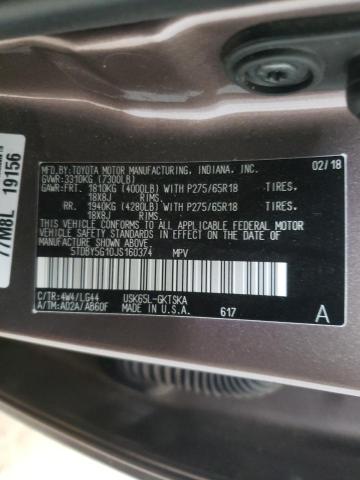 MFD.BY:TOYOTA MOTOR MANUFACTURING, INDIANA, INC. 02/18
GVWR:3310KG (7300LB)
GAWR:FRT. 1810KG (4000LB) WITH P275/65R18 TIRES.
18X8J RIMS.
RR. 1940KG (4280LB) WITH P275/65R18 TIRES.
18X8J RIMS.
THIS VEHICLE CONFORMS TO ALL APPLICABLE FEDERAL MOTOR
VEHICLE SAFETY STANDARDS IN EFFECT ON THE DATE OF
MANUFACTURE SHOWN ABOVE.
5TDBY5G10JS160374 MPV
C/TR:4W4/LG44 USK65L-GKTSKA
A/TM:A02A/AB60F MADE IN U.S.A. 617 A
19156